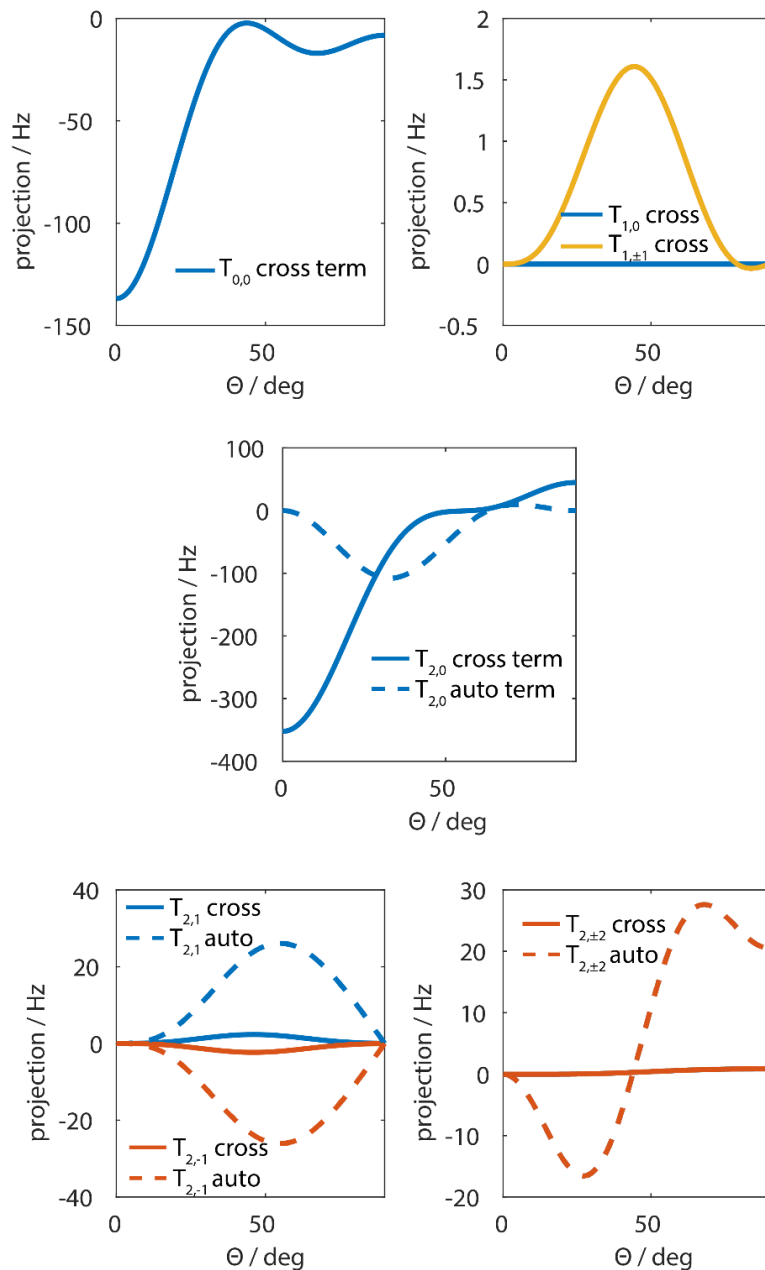 0
-50
-100
-150
projection / Hz
T0,0 cross term
0
50
Θ / deg
2
1.5
1
0.5
0
-0.5
projection / Hz
T1,0 cross
T1,±1 cross
0
50
Θ / deg
100
0
-100
-200
-300
-400
projection / Hz
T2,0 cross term
T2,0 auto term
0
50
Θ / deg
40
20
0
-20
-40
projection / Hz
T2,1 cross
T2,1 auto
T2,-1 cross
T2,-1 auto
0
50
Θ / deg
30
20
10
0
-10
-20
projection / Hz
T2,±2 cross
T2,±2 auto
0
50
Θ / deg